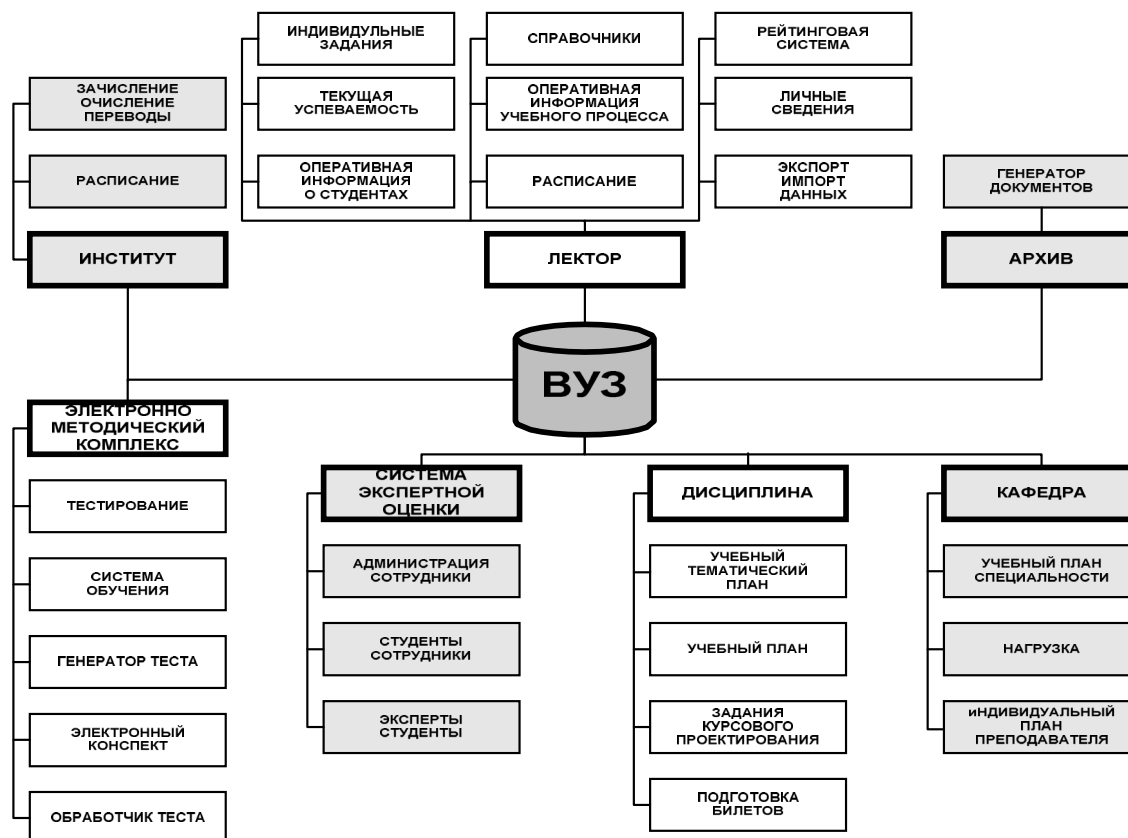 ИНДИВИДУЛЬНЫЕ
ЗАДАНИЯ
СПРАВОЧНИКИ
РЕЙТИНГОВАЯ
СИСТЕМА
ЗАЧИСЛЕНИЕ
ОЧИСЛЕНИЕ
ПЕРЕВОДЫ
ТЕКУЩАЯ
УСПЕВАЕМОСТЬ
ОПЕРАТИВНАЯ
ИНФОРМАЦИЯ
УЧЕБНОГО ПРОЦЕССА
ЛИЧНЫЕ
СВЕДЕНИЯ
РАСПИСАНИЕ
ОПЕРАТИВНАЯ
ИНФОРМАЦИЯ
О СТУДЕНТАХ
РАСПИСАНИЕ
ЭКСПОРТ
ИМПОРТ
ДАННЫХ
ГЕНЕРАТОР
ДОКУМЕНТОВ
ИНСТИТУТ
ЛЕКТОР
АРХИВ
ВУЗ
ЭЛЕКТРОННО
МЕТОДИЧЕСКИЙ
КОМПЛЕКС
ТЕСТИРОВАНИЕ
СИСТЕМА
ОБУЧЕНИЯ
ГЕНЕРАТОР ТЕСТА
ЭЛЕКТРОННЫЙ
КОНСПЕКТ
ОБРАБОТЧИК ТЕСТА
СИСТЕМА
ЭКСПЕРТНОЙ
ОЦЕНКИ
АДМИНИСТРАЦИЯ
СОТРУДНИКИ
СТУДЕНТЫ
СОТРУДНИКИ
ЭКСПЕРТЫ
СТУДЕНТЫ
ДИСЦИПЛИНА
УЧЕБНЫЙ
ТЕМАТИЧЕСКИЙ
ПЛАН
УЧЕБНЫЙ ПЛАН
ЗАДАНИЯ
КУРСОВОГО
ПРОЕКТИРОВАНИЯ
ПОДГОТОВКА
БИЛЕТОВ
КАФЕДРА
УЧЕБНЫЙ ПЛАН
СПЕЦИАЛЬНОСТИ
НАГРУЗКА
иНДИВИДУАЛЬНЫЙ
ПЛАН
ПРЕПОДАВАТЕЛЯ